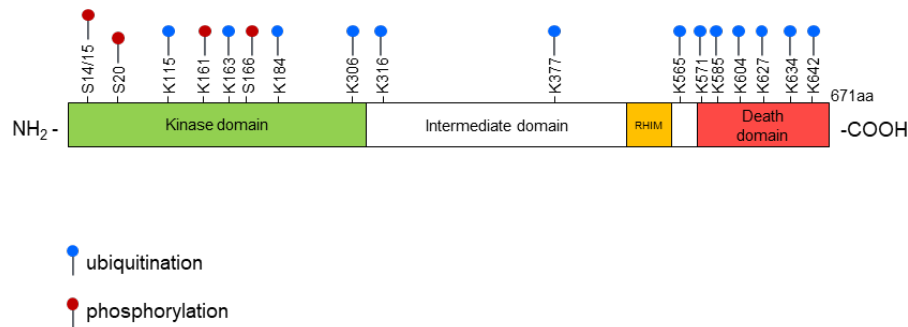 S14/15
S20
K115
K161
K163
S166
K184
K306
K316
K377
K565
K571
K585
K604
K627
K634
K642
671aa
NH₂ -
Kinase domain
Intermediate domain
RHIM
Death
domain
-COOH
ubiquitination
phosphorylation